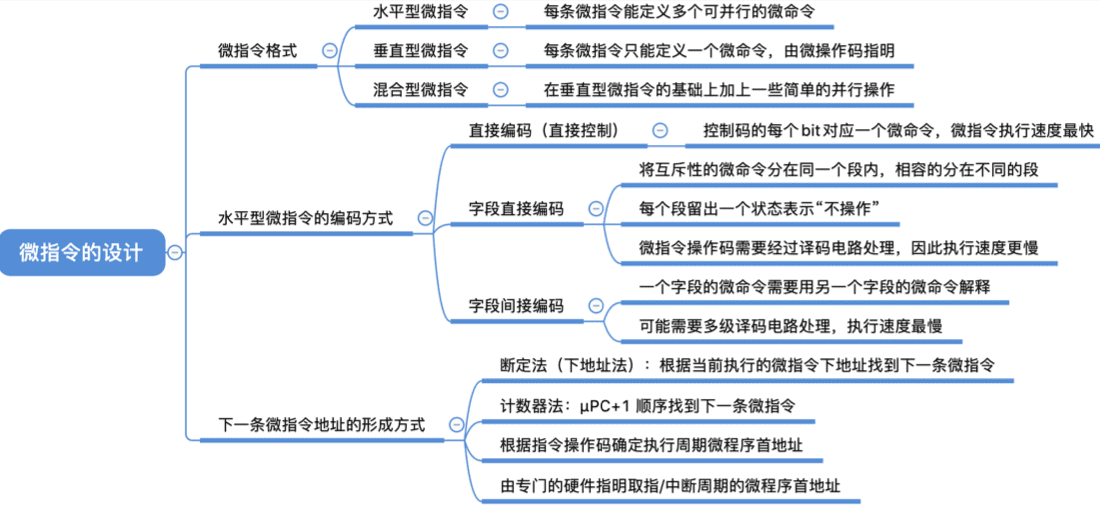 微指令的设计
微指令格式
水平型微指令
每条微指令能定义多个可并行的微命令
垂直型微指令
每条微指令只能定义一个微命令，由微操作码指明
混合型微指令
在垂直型微指令的基础上加上一些简单的并行操作
水平型微指令的编码方式
直接编码（直接控制）
控制码的每个bit对应一个微命令，微指令执行速度最快
字段直接编码
将互斥性的微命令分在同一个段内，相容的分在不同的段
每个段留出一个状态表示“不操作”
微指令操作码需要经过译码电路处理，因此执行速度更慢
字段间接编码
一个字段的微命令需要用另一个字段的微命令解释
可能需要多级译码电路处理，执行速度最慢
下一条微指令地址的形成方式
断定法（下地址法）：根据当前执行的微指令下地址找到下一条微指令
计数器法：μPC+1 顺序找到下一条微指令
根据指令操作码确定执行周期微程序首地址
由专门的硬件指明取指/中断周期的微程序首地址